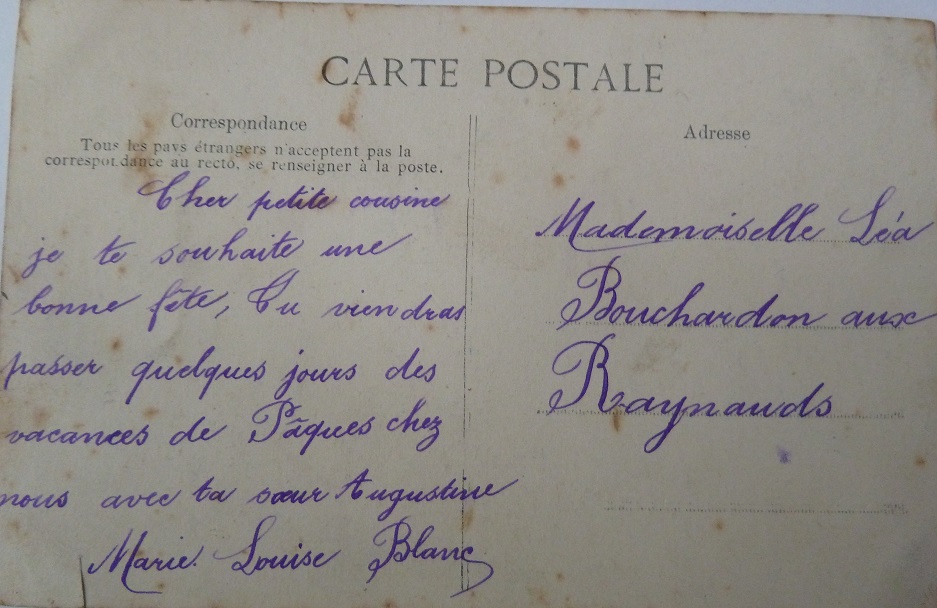 CARTE POSTALE
Correspondance
Tous les pays étrangers n'acceptent pas la
correspondance au recto, se renseigner à la poste.
Cher petite cousine
je te souhaite une
bonne fête, Tu viendras
passer quelques jours des
vacances de Pâques chez
nous avec ta sœur Augustine
Marie. Louise Blanc
Adresse
Mademoiselle Léa
Bouchardon aux
Raynauds